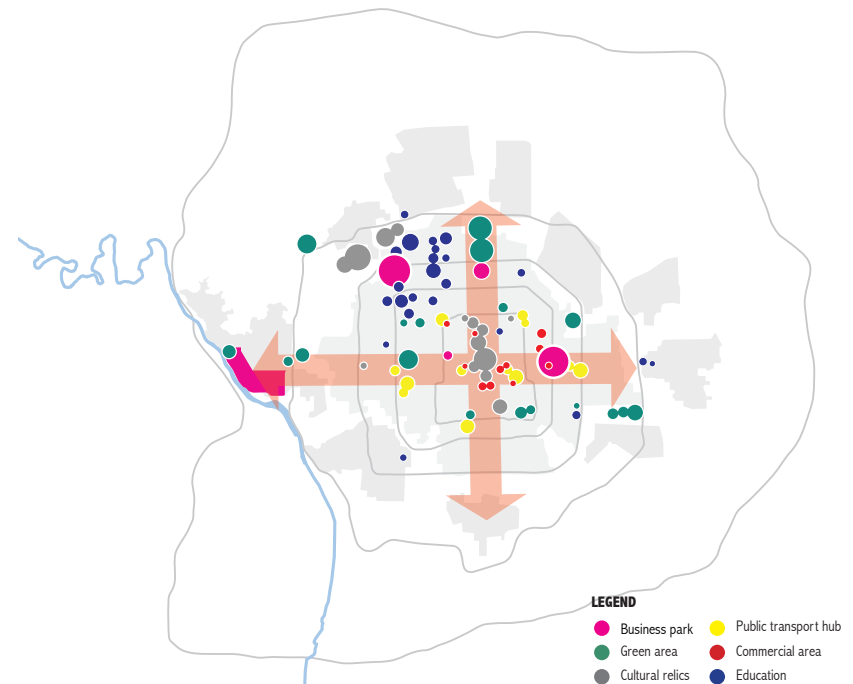 LEGEND
Business park
Public transport hub
Green area
Commercial area
Cultural relics
Education